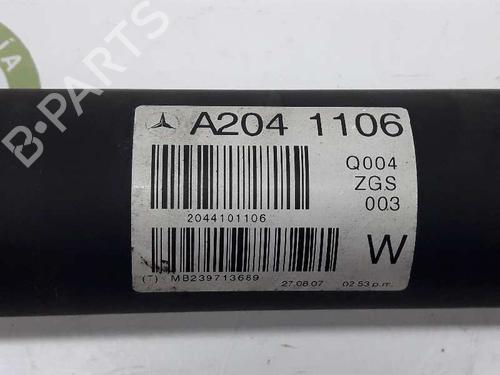 A204 1106
Q004
ZGS
003
2044101106
W
(T) MB239713689
27.08.07 02:53 p.m.
B-PARTS